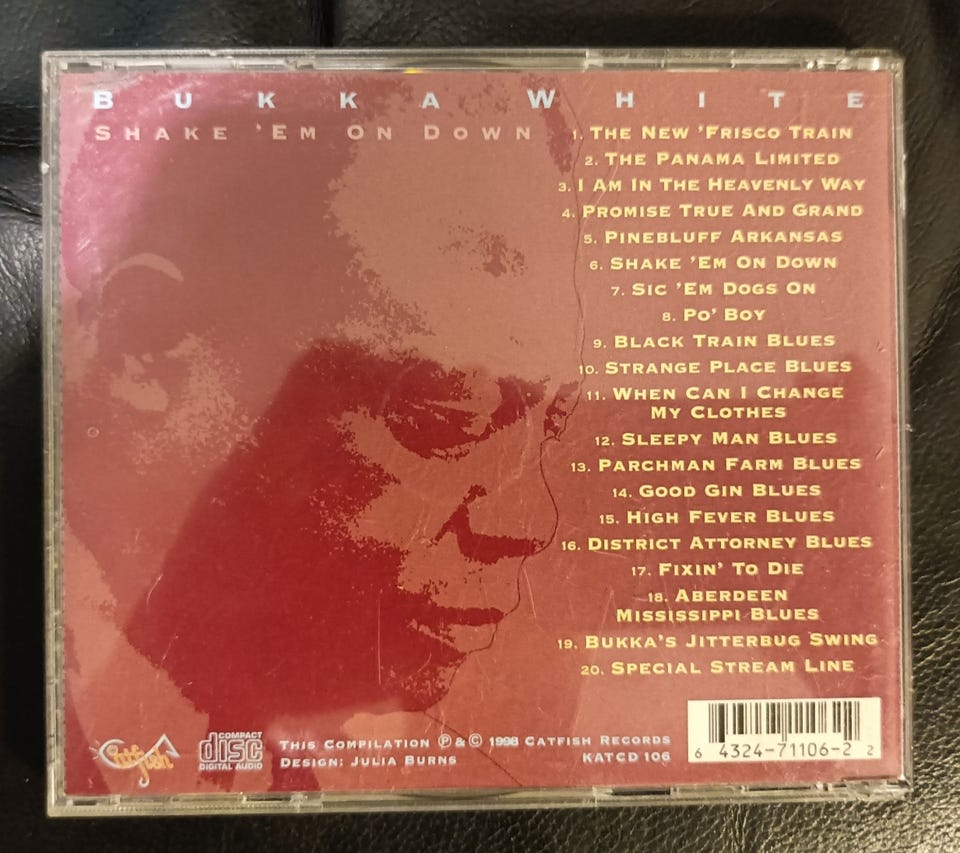 BUKKA WHITE
SHAKE 'EM ON DOWN
1. THE NEW 'FRISCO TRAIN
2. THE PANAMA LIMITED
3. I AM IN THE HEAVENLY WAY
4. PROMISE TRUE AND GRAND
5. PINEBLUFF ARKANSAS
6. SHAKE 'EM ON DOWN
7. SIC 'EM DOGS ON
8. PO' BOY
9. BLACK TRAIN BLUES
10. STRANGE PLACE BLUES
11. WHEN CAN I CHANGE
MY CLOTHES
12. SLEEPY MAN BLUES
13. PARCHMAN FARM BLUES
14. GOOD GIN BLUES
15. HIGH FEVER BLUES
16. DISTRICT ATTORNEY BLUES
17. FIXIN' TO DIE
18. ABERDEEN
MISSISSIPPI BLUES
19. BUKKA'S JITTERBUG SWING
20. SPECIAL STREAM LINE
Catfish
COMPACT
disc
DIGITAL AUDIO
THIS COMPILATION ℗ & © 1998 CATFISH RECORDS
DESIGN: JULIA BURNS
KATCD 106
6 4324-71106-2 2